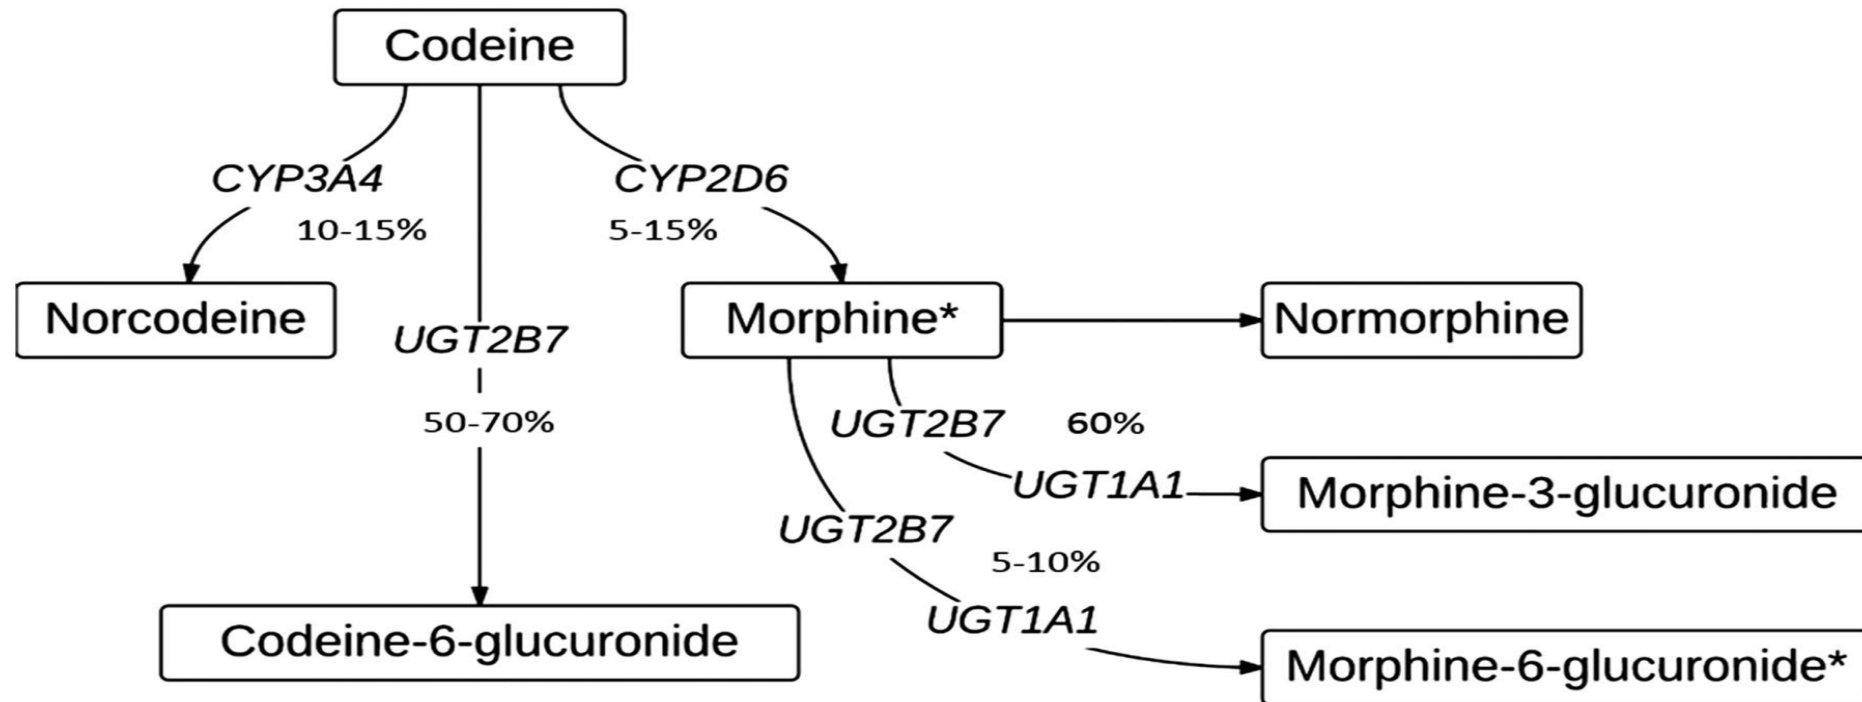 Codeine
CYP3A4
CYP2D6
10-15%
5-15%
Norcodeine
Morphine*
Normorphine
UGT2B7
50-70%
UGT2B7
60%
UGT1A1
Morphine-3-glucuronide
UGT2B7
5-10%
UGT1A1
Codeine-6-glucuronide
Morphine-6-glucuronide*